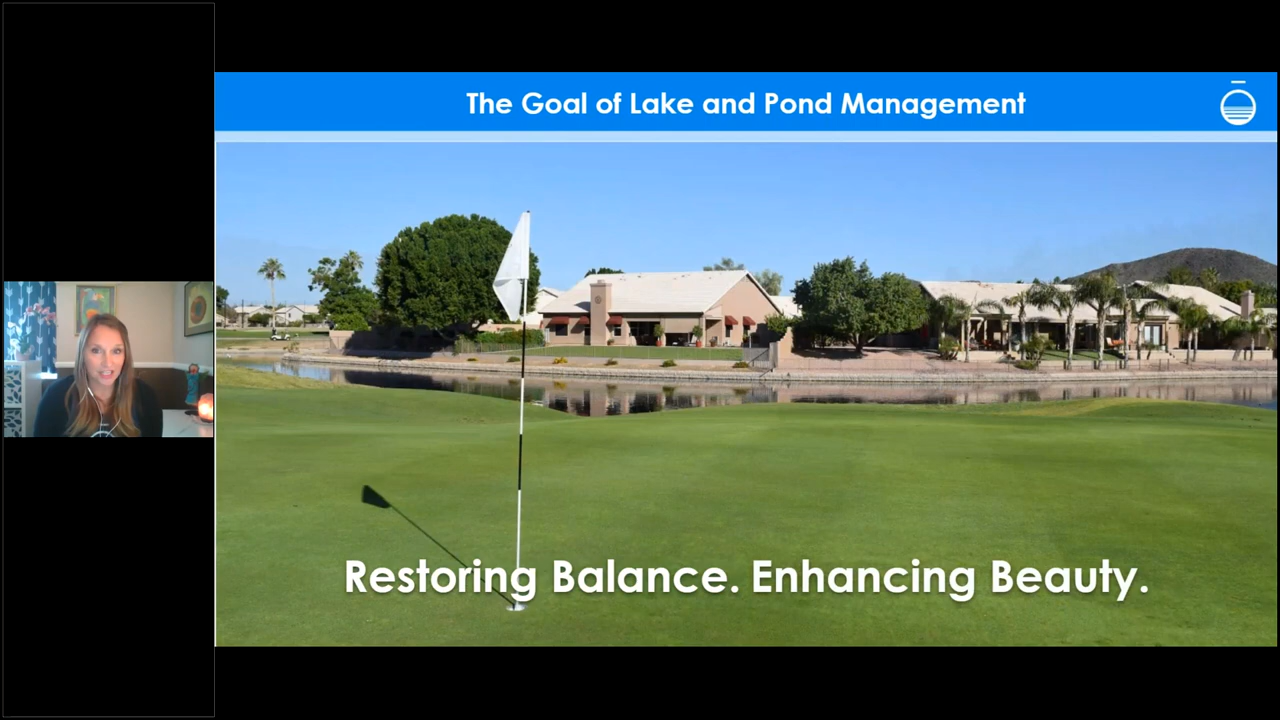 The Goal of Lake and Pond Management
Restoring Balance. Enhancing Beauty.